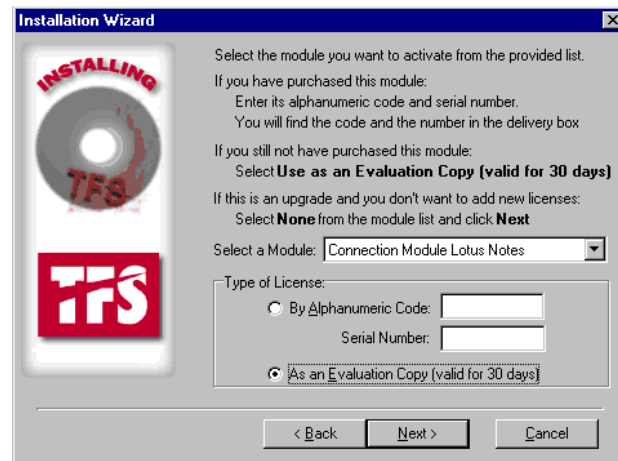 Installation Wizard
INSTALLING
TFS
TFS
Select the module you want to activate from the provided list.
If you have purchased this module:
Enter its alphanumeric code and serial number.
You will find the code and the number in the delivery box
If you still not have purchased this module:
Select Use as an Evaluation Copy (valid for 30 days)
If this is an upgrade and you don't want to add new licenses:
Select None from the module list and click Next
Select a Module: Connection Module Lotus Notes
Type of License:
By Alphanumeric Code:
Serial Number:
As an Evaluation Copy (valid for 30 days)
< Back Next > Cancel